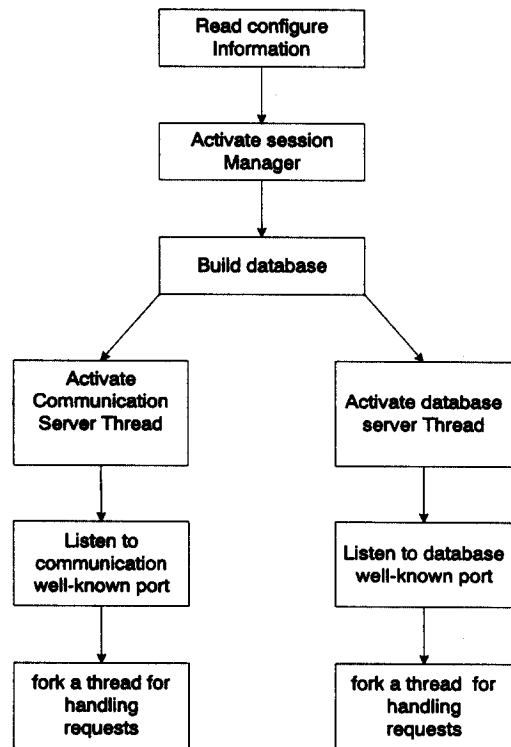 Read configure
Information
Activate session
Manager
Build database
Activate
Communication
Server Thread
Activate database
server Thread
Listen to
communication
well-known port
Listen to database
well-known port
fork a thread for
handling
requests
fork a thread for
handling
requests